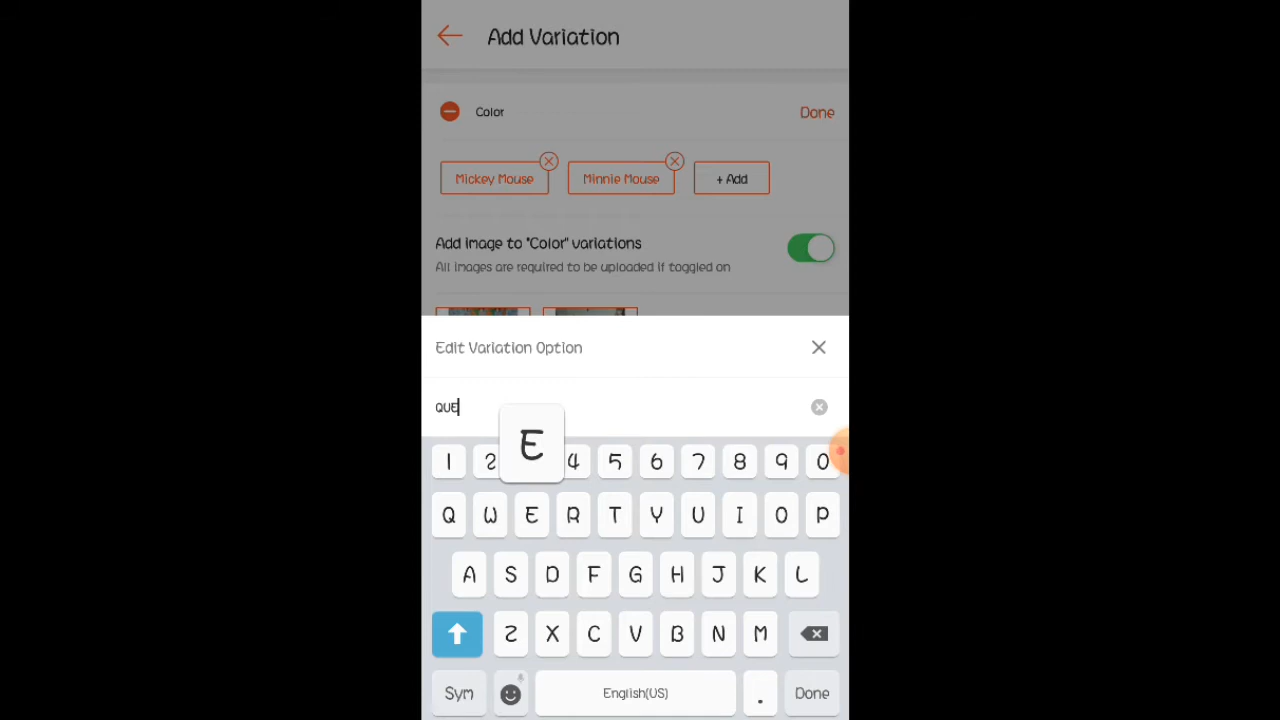 Add Variation
Color Done
Mickey Mouse Minnie Mouse + Add
Add image to "Color" variations
All images are required to be uploaded if toggled on
Edit Variation Option
QUE
E
1 2 4 5 6 7 8 9 0
Q W E R T Y U I O P
A S D F G H J K L
Z X C V B N M
Sym English(US) . Done